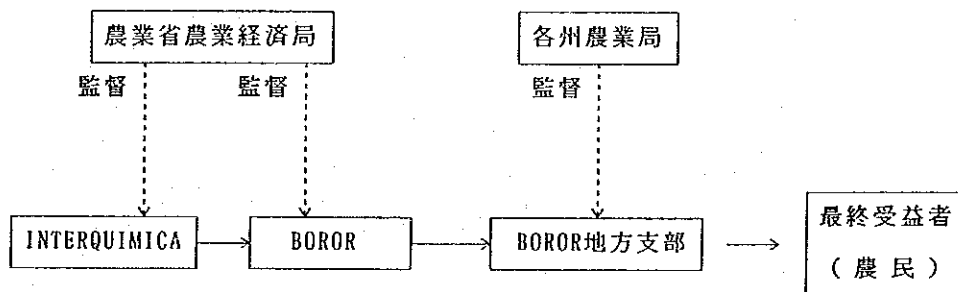 農業省農業経済局
各州農業局
監督
監督
監督
INTERQUIMICA
BOROR
BOROR地方支部
最終受益者
(農民)